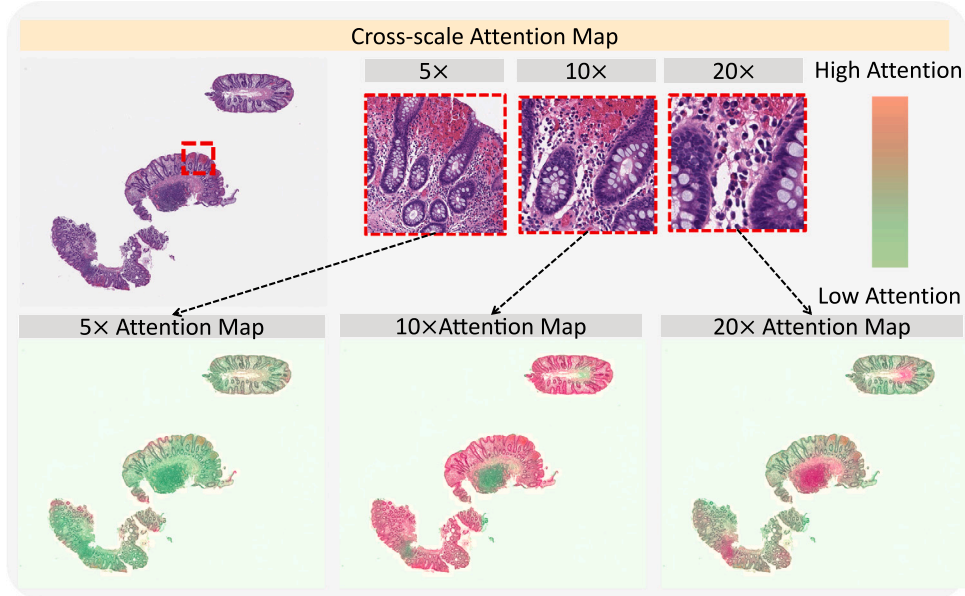 Cross-scale Attention Map
5× 10× 20× High Attention
Low Attention
5× Attention Map 10×Attention Map 20× Attention Map